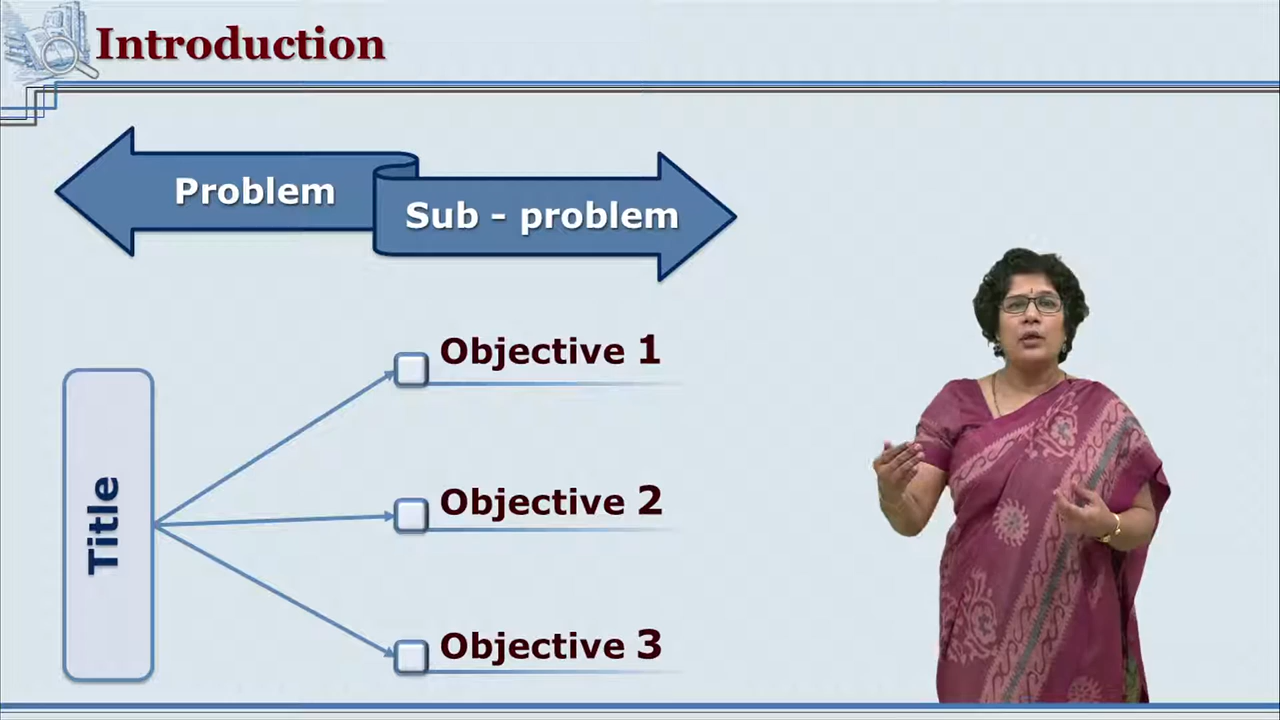 Introduction
Problem
Sub - problem
Title
Objective 1
Objective 2
Objective 3